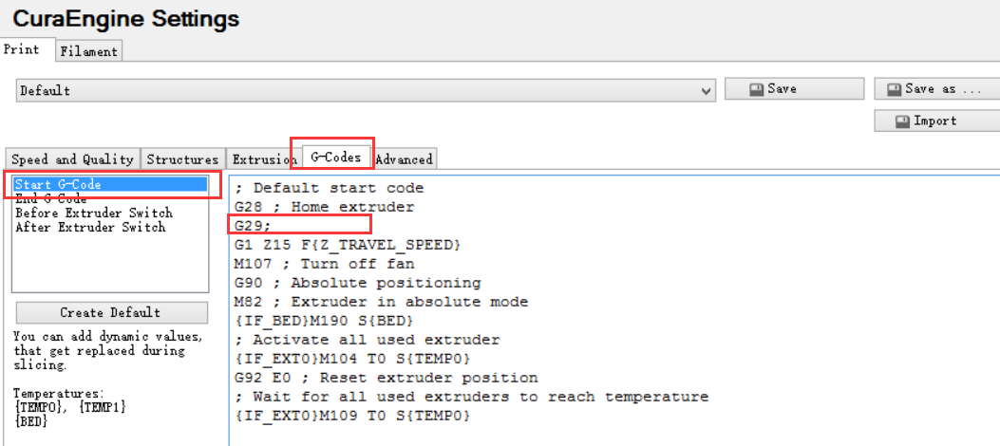 CuraEngine Settings
Print
Filament
Default
Save
Save as ...
Import
Speed and Quality
Structures
Extrusion
G-Codes
Advanced
Start G-Code
End G-Code
Before Extruder Switch
After Extruder Switch
Create Default
You can add dynamic values,
that get replaced during
slicing.
Temperatures:
{TEMP0}, {TEMP1}
{BED}
; Default start code
G28 ; Home extruder
G29;
G1 Z15 F{Z_TRAVEL_SPEED}
M107 ; Turn off fan
G90 ; Absolute positioning
M82 ; Extruder in absolute mode
{IF_BED}M190 S{BED}
; Activate all used extruder
{IF_EXT0}M104 T0 S{TEMP0}
G92 E0 ; Reset extruder position
; Wait for all used extruders to reach temperature
{IF_EXT0}M109 T0 S{TEMP0}